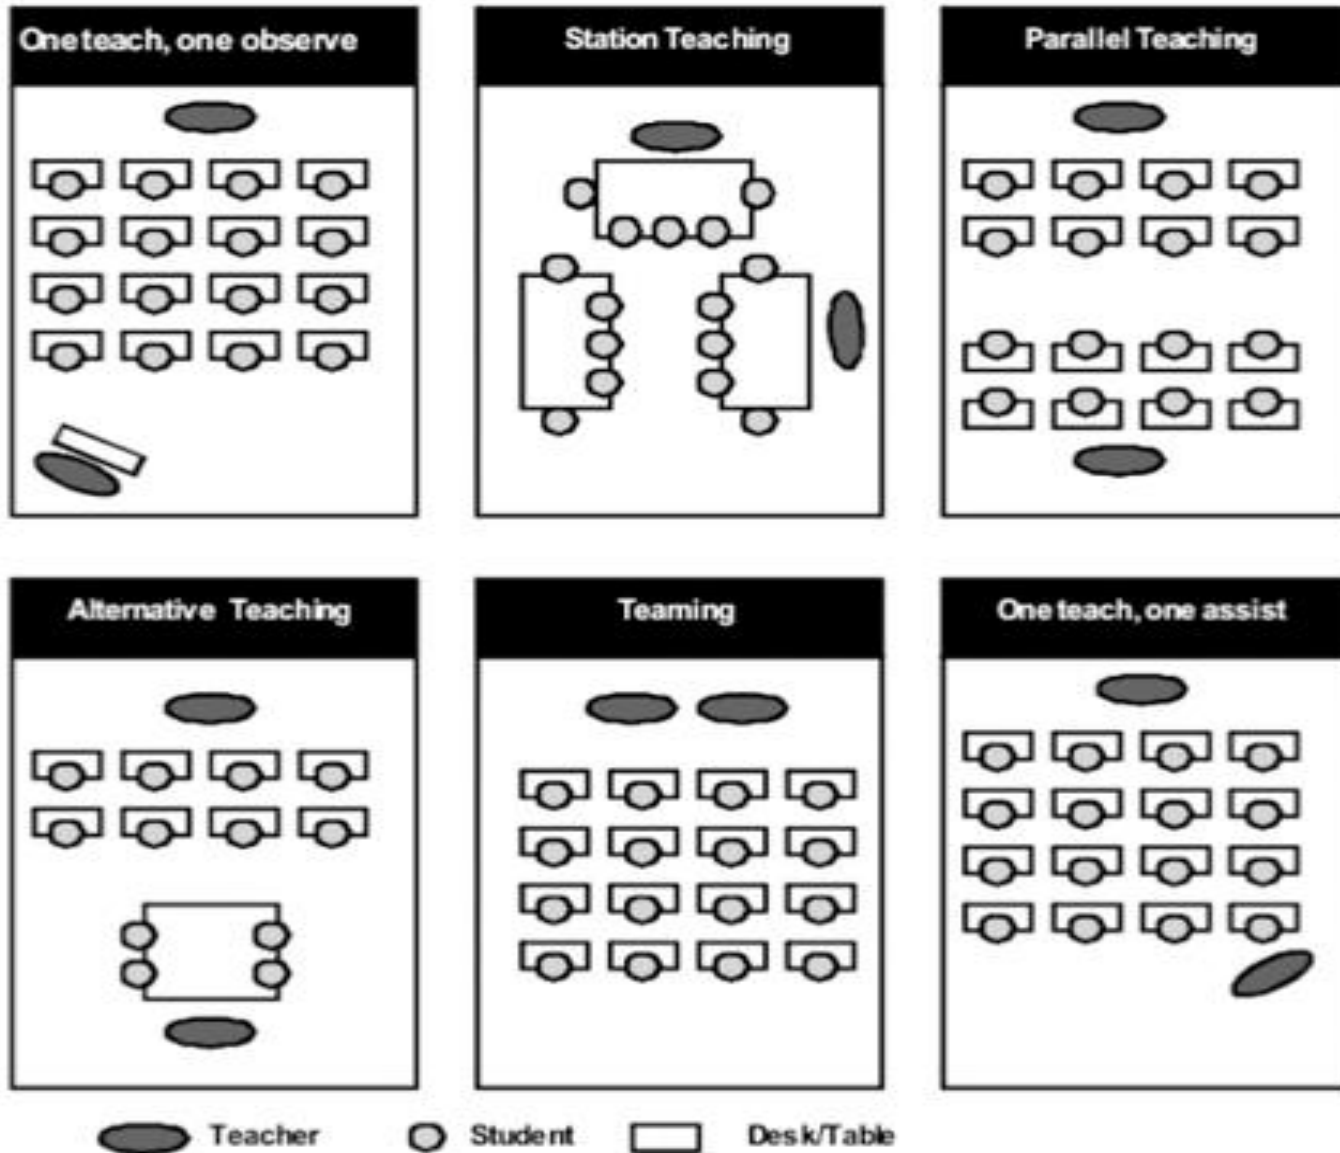 One teach, one observe
Station Teaching
Parallel Teaching
Alternative Teaching
Teaming
One teach, one assist
Teacher
Student
Desk/Table